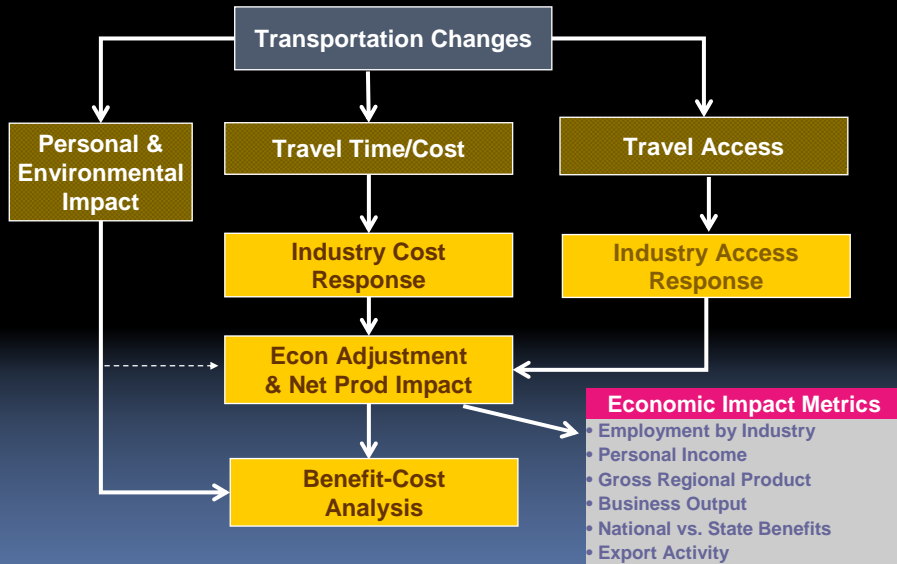 Transportation Changes
Personal &
Environmental
Impact
Travel Time/Cost
Travel Access
Industry Cost
Response
Industry Access
Response
Econ Adjustment
& Net Prod Impact
Benefit-Cost
Analysis
Economic Impact Metrics
• Employment by Industry
• Personal Income
• Gross Regional Product
• Business Output
• National vs. State Benefits
• Export Activity